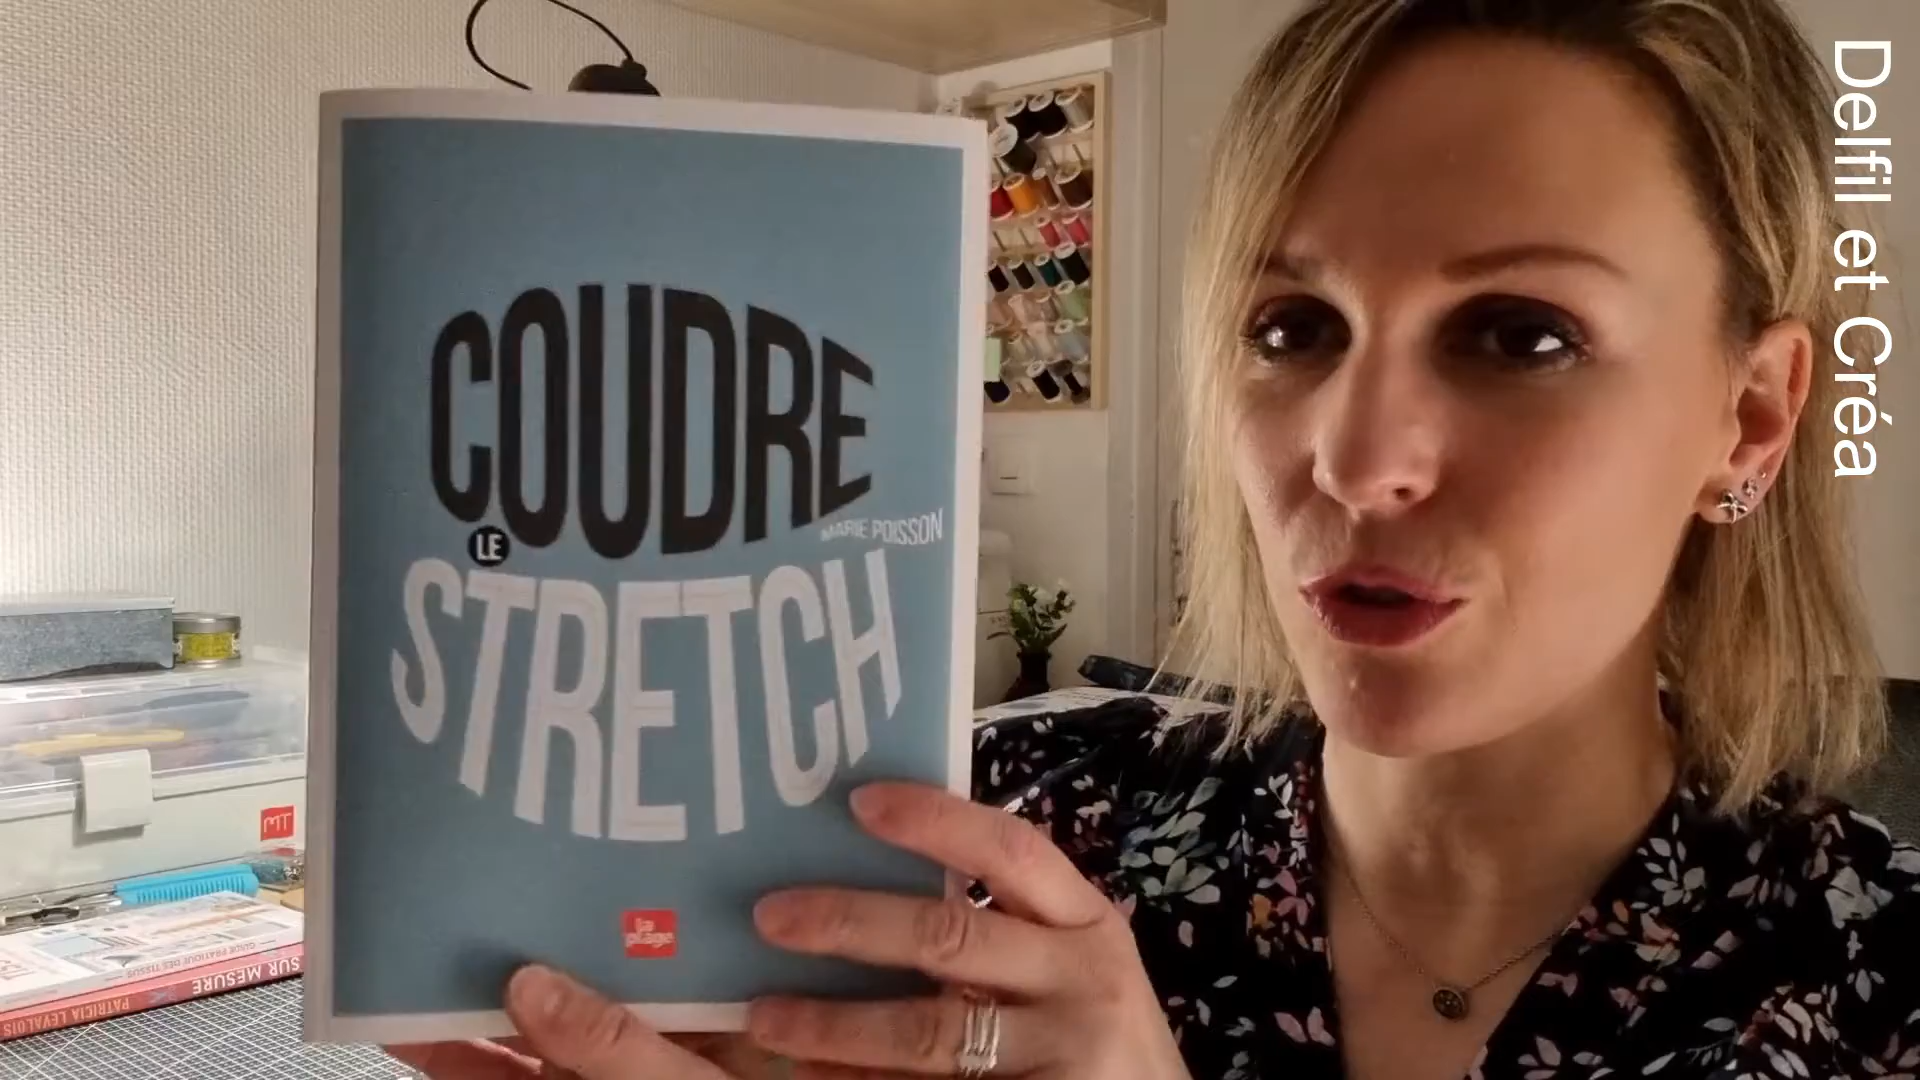 COUDRE
LE
MARIE POISSON
STRETCH
la
plage
Delfil et Créa
MT
GUIDE PRATIQUE DES TISSUS
SUR MESURE
PATRICIA LEVALOIS